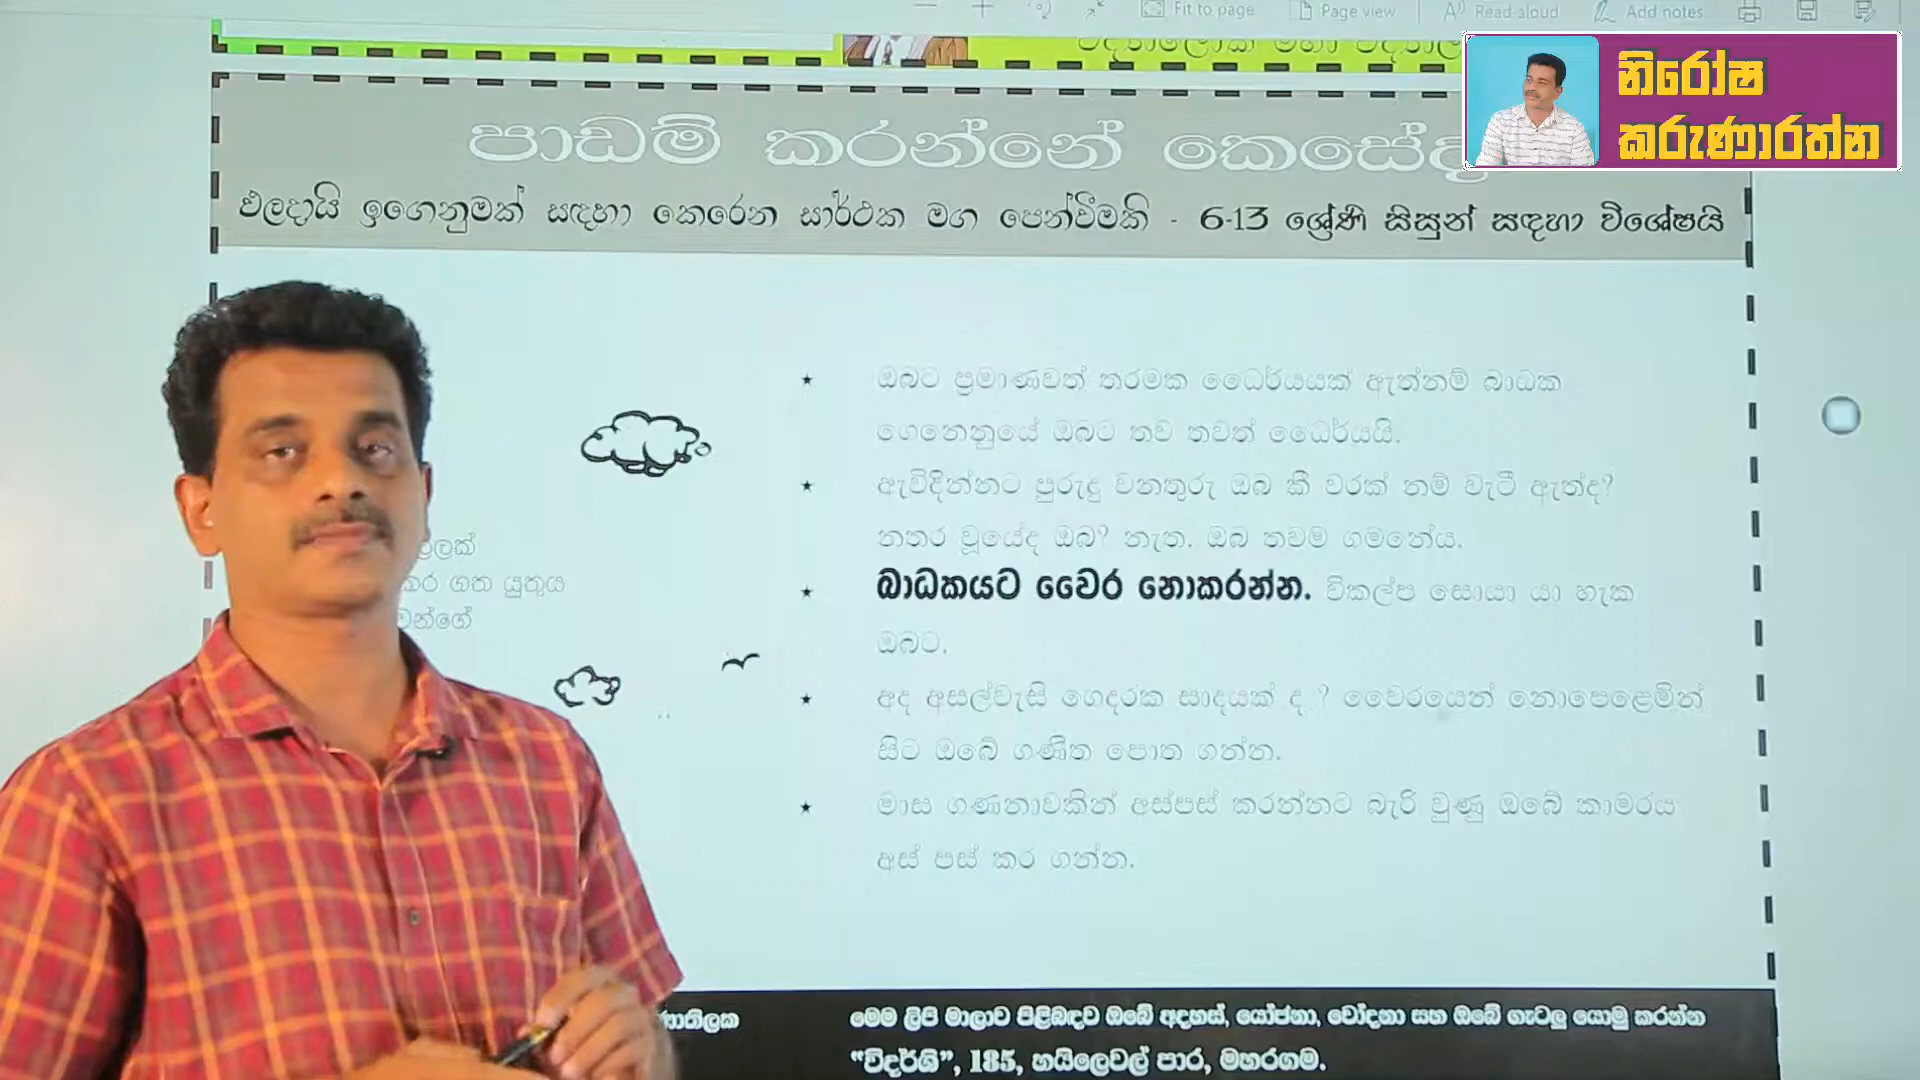 Fit to page
Page view
Read aloud
Add notes
නිරෝෂ
කරුණාරත්න
පාඩම් කරන්නේ
ඵලදායි ඉගෙනුමක් සඳහා කෙරෙන සාර්ථක මග පෙන්වීමකි - 6-13 ශ්‍රේණි සිසුන් සඳහා විශේෂයි
ඔබට ප්‍රමාණවත් තරමක ධෛර්යයක් ඇත්නම් බාධක
ගෙනෙනුයේ ඔබට තව තවත් ධෛර්යයයි.
ඇවිදින්නට පුරුදු වනතුරු ඔබ කී වරක් නම් වැටී ඇත්ද?
නතර වූයේද ඔබ? නැත. ඔබ තවම ගමනේය.
බාධකයට වෛර නොකරන්න. විකල්ප සොයා යා හැක
ඔබට.
අද අසල්වැසි ගෙදරක සාදයක් ද ? වෛරයෙන් නොපෙළෙමින්
සිට ඔබේ ගණිත පොත ගන්න.
මාස ගණනාවකින් අස්පස් කරන්නට බැරි වුණු ඔබේ කාමරය
අස් පස් කර ගන්න.
ගත යුතුය
මෙම ලිපි මාලාව පිළිබඳව ඔබේ අදහස්, යෝජනා, චෝදනා සහ ඔබේ ගැටලු යොමු කරන්න
“විදර්ශි”, 185, හයිලෙවල් පාර, මහරගම.